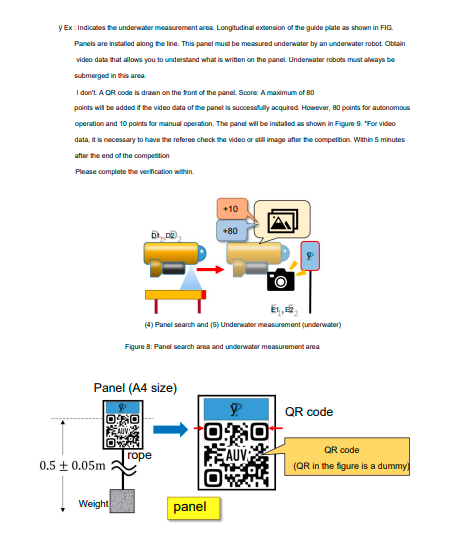 ÿ Ex : Indicates the underwater measurement area. Longitudinal extension of the guide plate as shown in FIG.
Panels are installed along the line. This panel must be measured underwater by an underwater robot. Obtain
video data that allows you to understand what is written on the panel. Underwater robots must always be
submerged in this area.
I don't. A QR code is drawn on the front of the panel. Score: A maximum of 80
points will be added if the video data of the panel is successfully acquired. However, 80 points for autonomous
operation and 10 points for manual operation. The panel will be installed as shown in Figure 9. *For video
data, it is necessary to have the referee check the video or still image after the competition. Within 5 minutes
after the end of the competition
Please complete the verification within.
+10
+80
D1, D2
E1, E2
(4) Panel search and (5) Underwater measurement (underwater)
Figure 8: Panel search area and underwater measurement area
Panel (A4 size)
QR code
AUV
AUV
QR code
(QR in the figure is a dummy)
rope
0.5 ± 0.05m
Weight
panel